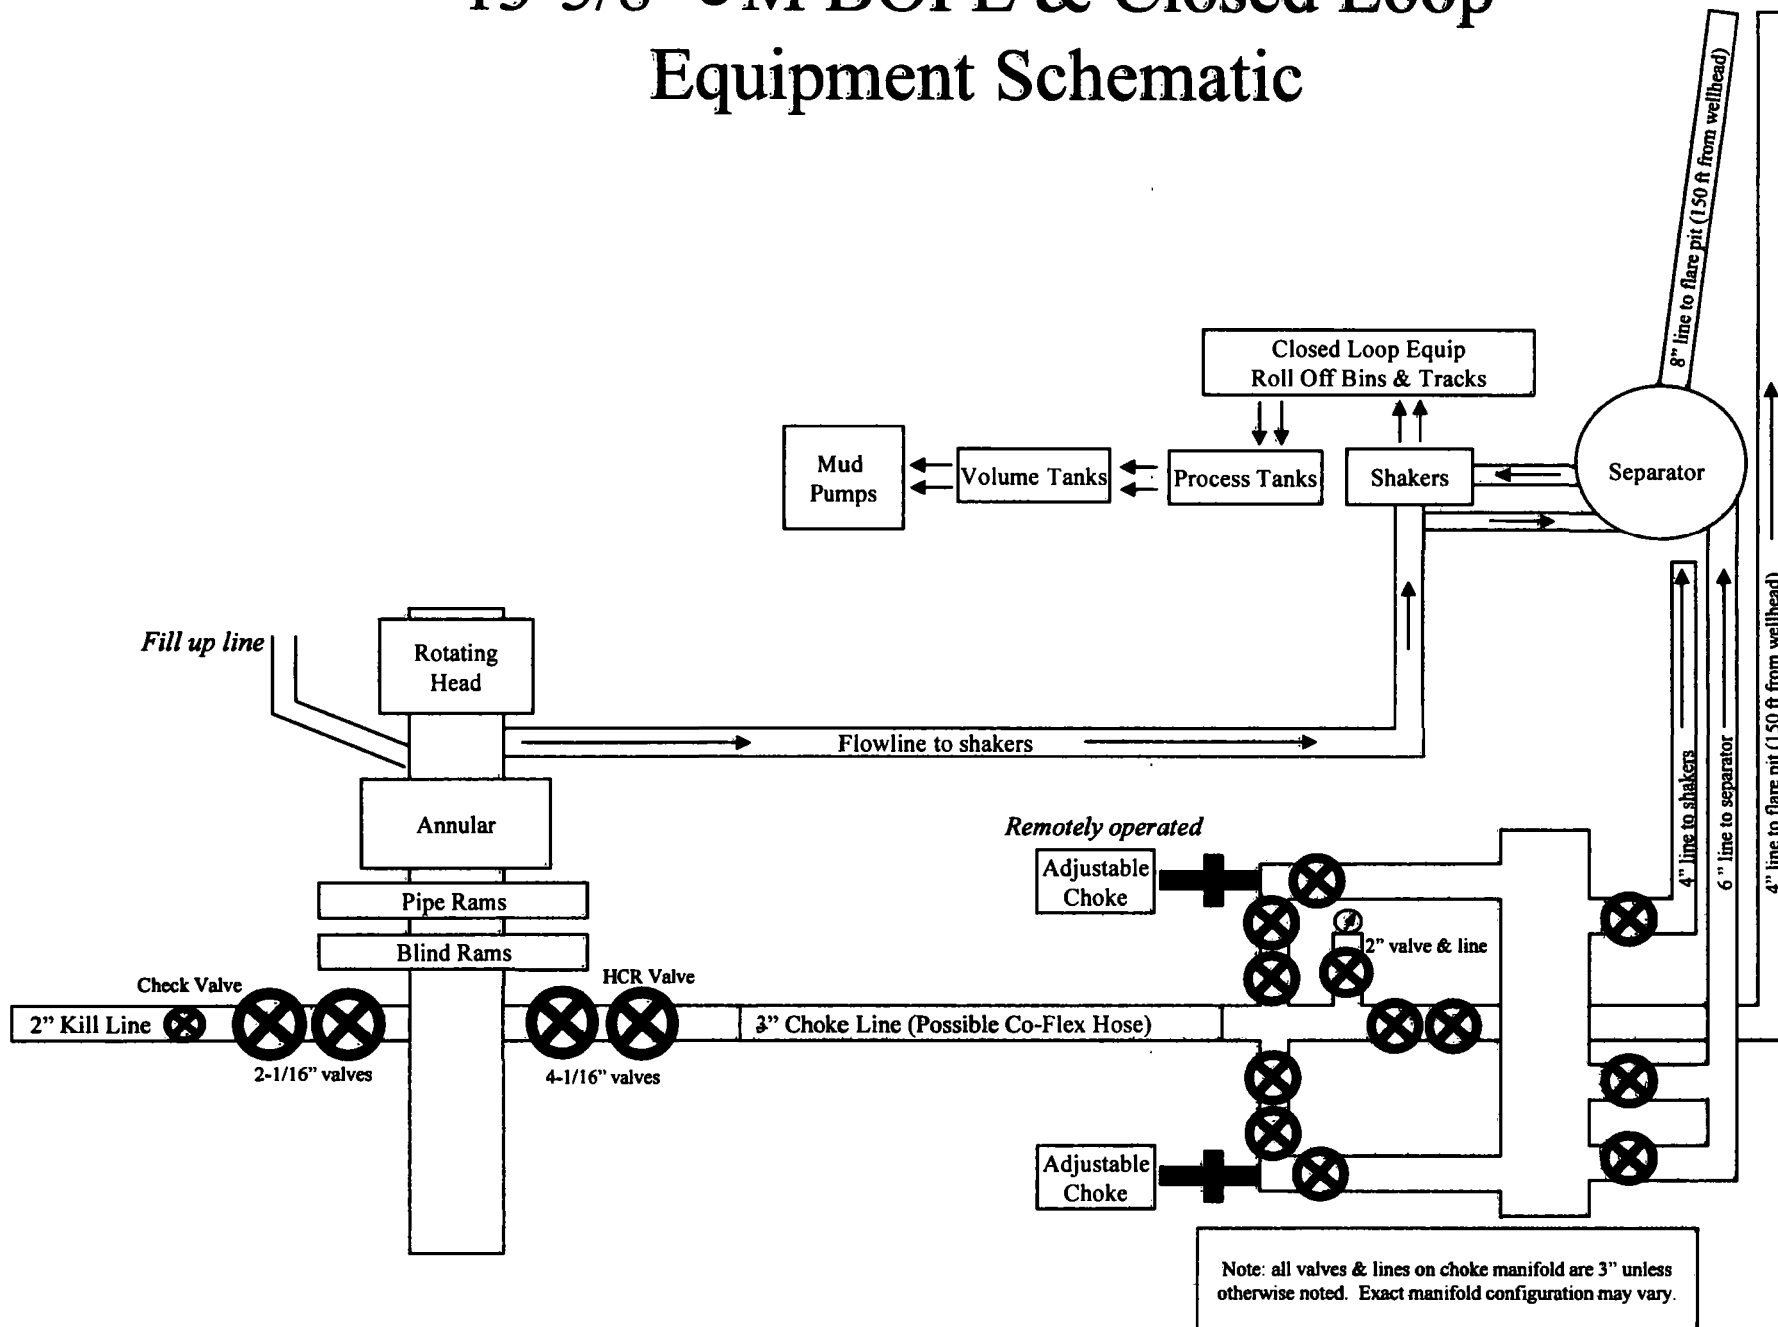 BOPE & Closed Loop
Equipment Schematic
8" line to flare pit (150 ft from wellhead)
Closed Loop Equip
Roll Off Bins & Tracks
Mud
Pumps
Volume Tanks
Process Tanks
Shakers
Separator
Fill up line
Rotating
Head
Flowline to shakers
Annular
Pipe Rams
Blind Rams
Check Valve
HCR Valve
2" Kill Line
3" Choke Line (Possible Co-Flex Hose)
2-1/16" valves
4-1/16" valves
Remotely operated
Adjustable
Choke
2" valve & line
Adjustable
Choke
4" line to shakers
6" line to separator
4" line to flare pit (150 ft from wellhead)
Note: all valves & lines on choke manifold are 3" unless
otherwise noted. Exact manifold configuration may vary.